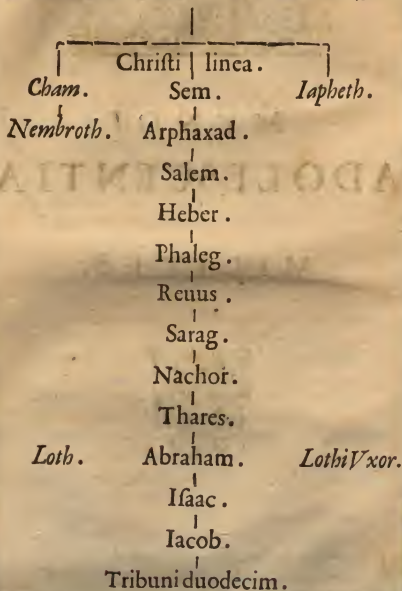 Christi linea.
Cham. Sem. Iapheth.
Nembroth. Arphaxad.
Salem.
Heber.
Phaleg.
Reuus.
Sarag.
Nachor.
Thares.
Loth. Abraham. Lothi Vxor.
Isaac.
Iacob.
Tribuni duodecim.